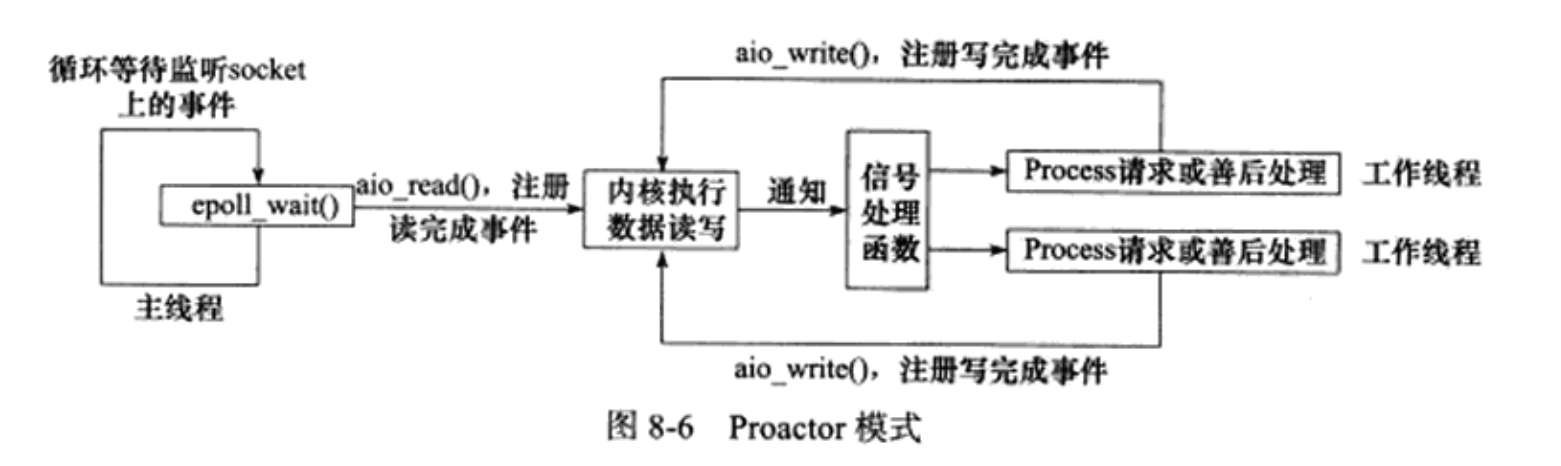 aio_write(),注册写完成事件
循环等待监听socket
上的事件
epoll_wait()
aio_read(),注册
读完成事件
主线程
内核执行
数据读写
通知
信号
处理
函数
Process请求或善后处理
工作线程
Process请求或善后处理
工作线程
aio_write(),注册写完成事件
图 8-6 Proactor 模式